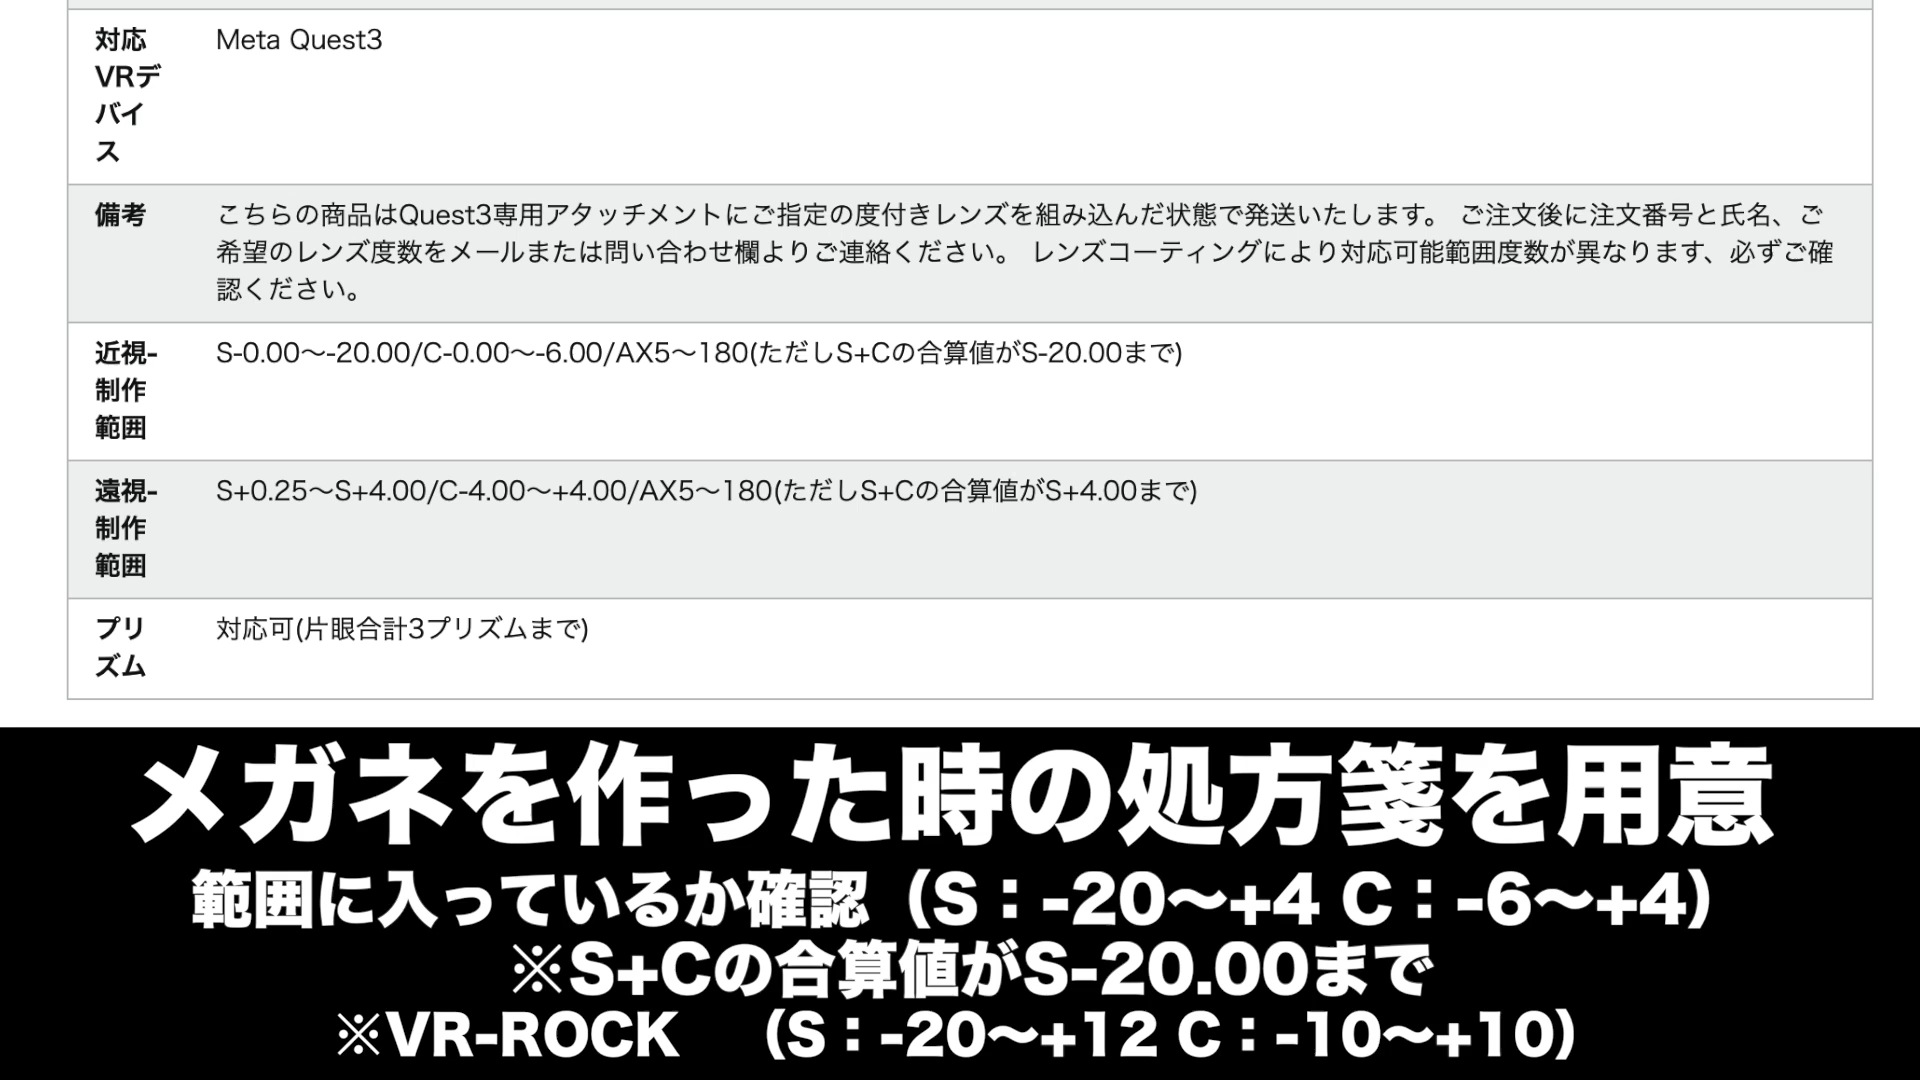 対応
VRデ
バイ
ス
Meta Quest3
備考
こちらの商品はQuest3専用アタッチメントにご指定の度付きレンズを組み込んだ状態で発送いたします。 ご注文後に注文番号と氏名、ご
希望のレンズ度数をメールまたは問い合わせ欄よりご連絡ください。 レンズコーティングにより対応可能範囲度数が異なります、必ずご確
認ください。
近視-
制作
範囲
S-0.00〜-20.00/C-0.00〜-6.00/AX5〜180(ただしS+Cの合算値がS-20.00まで)
遠視-
制作
範囲
S+0.25〜S+4.00/C-4.00〜+4.00/AX5〜180(ただしS+Cの合算値がS+4.00まで)
プリ
ズム
対応可(片眼合計3プリズムまで)
メガネを作った時の処方箋を用意
範囲に入っているか確認（S：-20〜+4 C：-6〜+4）
※S+Cの合算値がS-20.00まで
※VR-ROCK　（S：-20〜+12 C：-10〜+10）